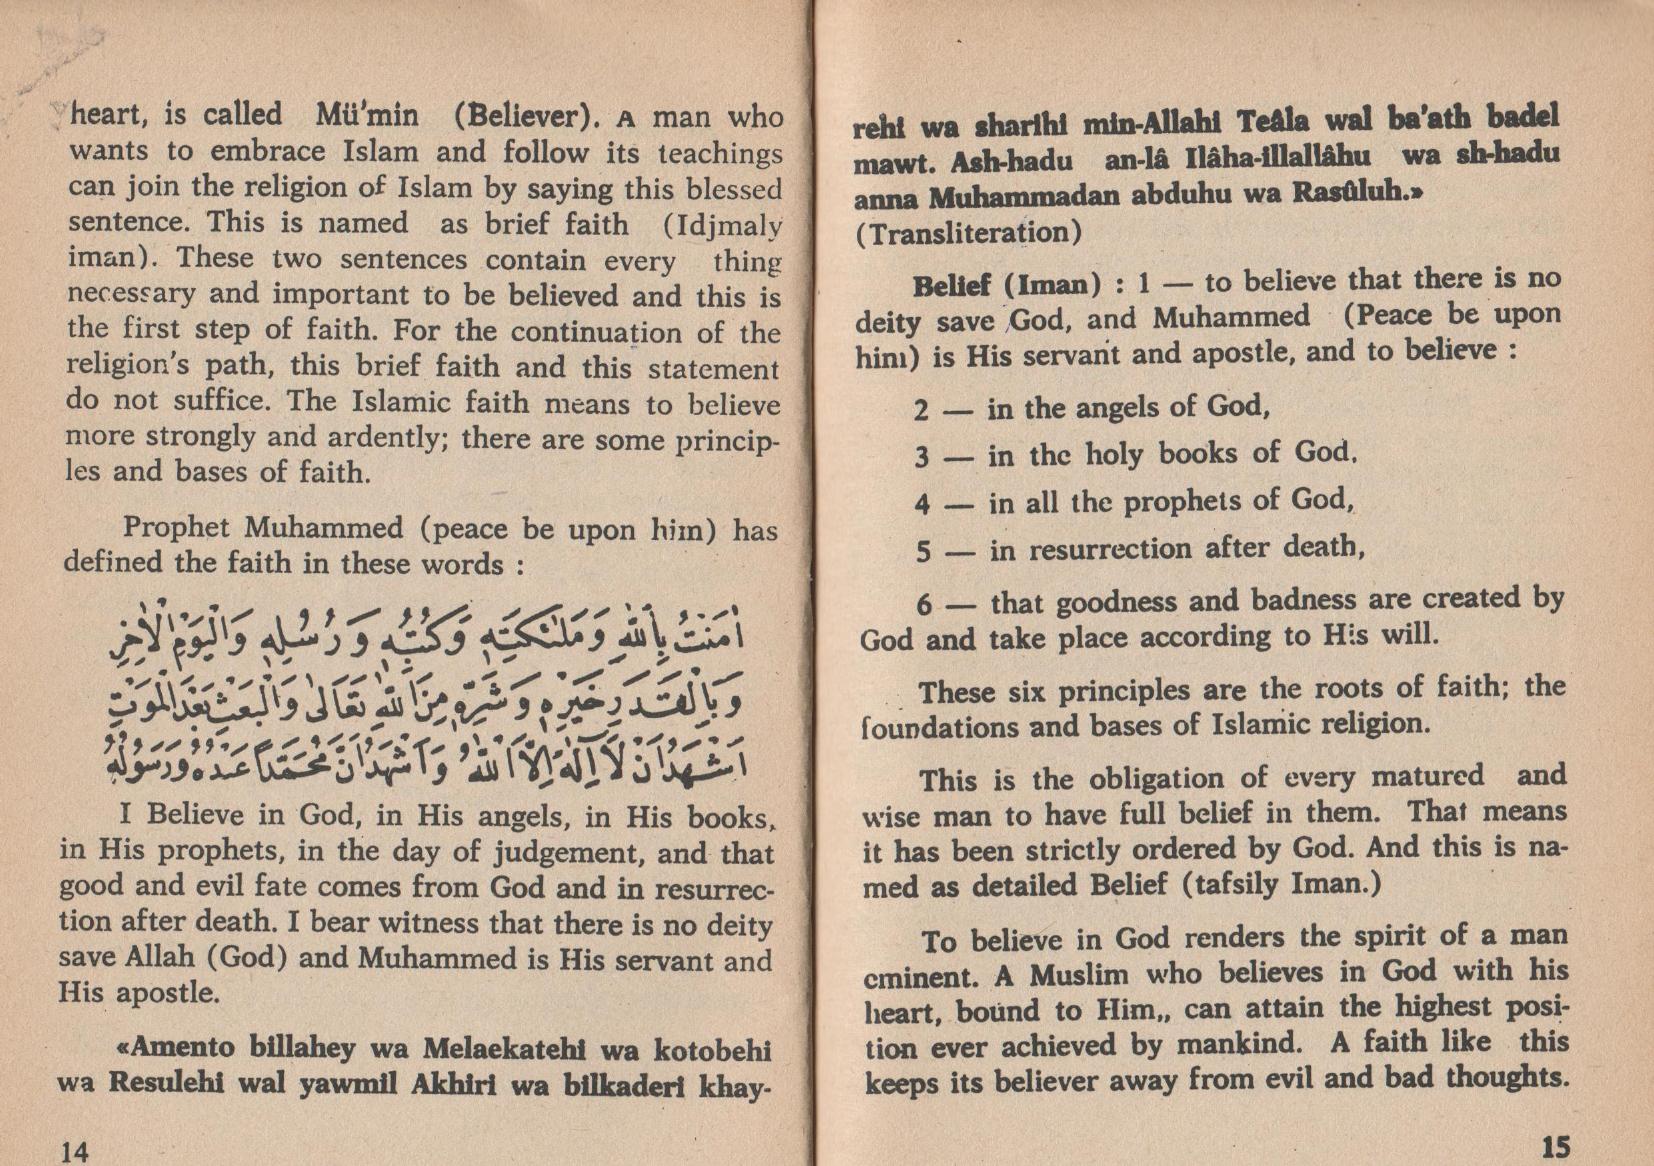 heart, is called Mü'min (Believer). A man who
wants to embrace Islam and follow its teachings
can join the religion of Islam by saying this blessed
sentence. This is named as brief faith (Idjmaly
iman). These two sentences contain every thing
necessary and important to be believed and this is
the first step of faith. For the continuation of the
religion's path, this brief faith and this statement
do not suffice. The Islamic faith means to believe
more strongly and ardently; there are some princip-
les and bases of faith.
Prophet Muhammed (peace be upon him) has
defined the faith in these words :
اٰمَنْتُ بِاللّٰهِ وَمَلٰئِكَتِهٖ وَكُتُبِهٖ وَرُسُلِهٖ وَالْيَوْمِ الْاٰخِرِ
وَبِالْقَدَرِ خَيْرِهٖ وَشَرِّهٖ مِنَ اللّٰهِ تَعَالٰى وَالْبَعْثُ بَعْدَ الْمَوْتِ
اَشْهَدُ اَنْ لَٓا اِلٰهَ اِلَّا اللّٰهُ وَاَشْهَدُ اَنَّ مُحَمَّدًا عَبْدُهُ وَرَسُولُهُ
I Believe in God, in His angels, in His books,
in His prophets, in the day of judgement, and that
good and evil fate comes from God and in resurrec-
tion after death. I bear witness that there is no deity
save Allah (God) and Muhammed is His servant and
His apostle.
«Amento billahey wa Melaekatehi wa kotobehi
wa Resulehi wal yawmil Akhiri wa bilkaderi khay-
14
rehi wa sharihi min-Allahi Teâla wal ba'ath badel
mawt. Ash-hadu an-lâ Ilâha-illallâhu wa sh-hadu
anna Muhammadan abduhu wa Rasûluh.»
(Transliteration)
Belief (Iman) : 1 — to believe that there is no
deity save God, and Muhammed (Peace be upon
him) is His servant and apostle, and to believe :
2 — in the angels of God,
3 — in the holy books of God,
4 — in all the prophets of God,
5 — in resurrection after death,
6 — that goodness and badness are created by
God and take place according to His will.
These six principles are the roots of faith; the
foundations and bases of Islamic religion.
This is the obligation of every matured and
wise man to have full belief in them. That means
it has been strictly ordered by God. And this is na-
med as detailed Belief (tafsily Iman.)
To believe in God renders the spirit of a man
eminent. A Muslim who believes in God with his
heart, bound to Him,, can attain the highest posi-
tion ever achieved by mankind. A faith like this
keeps its believer away from evil and bad thoughts.
15